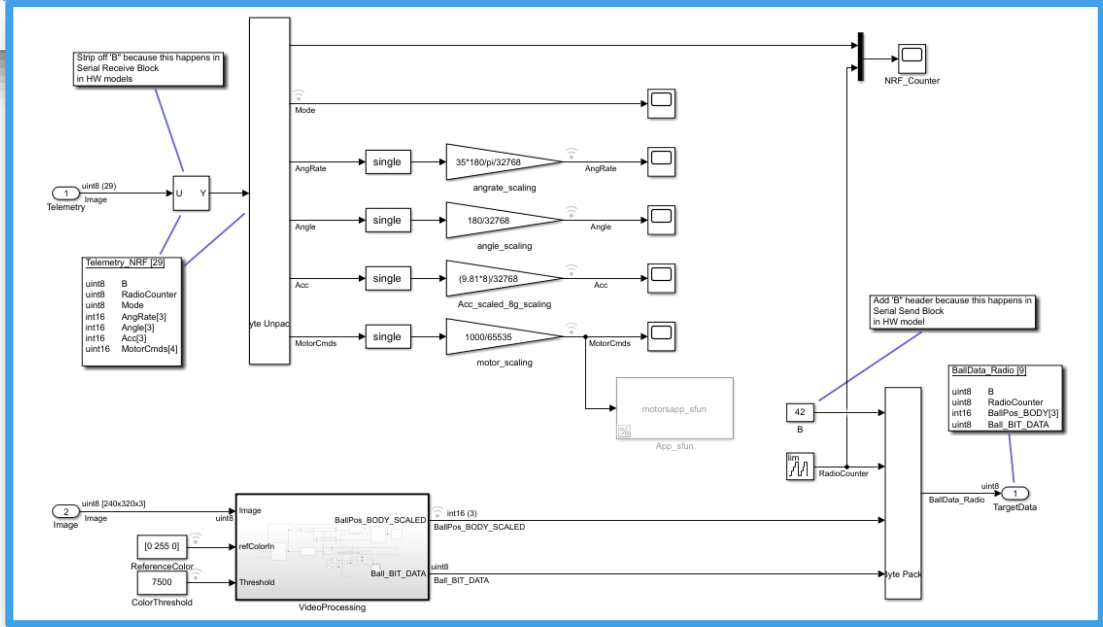 Strip off 'B" because this happens in
Serial Receive Block
in HW models
NRF_Counter
Mode
uint8 (29)
1
Image
Telemetry
U Y
AngRate
single
35*180/pi/32768
angrate_scaling
AngRate
Angle
single
180/32768
angle_scaling
Angle
Acc
single
(9.81*8)/32768
Acc_scaled_8g_scaling
Acc
yte Unpac
MotorCmds
single
1000/65535
motor_scaling
MotorCmds
Telemetry_NRF [29]
uint8 B
uint8 RadioCounter
uint8 Mode
int16 AngRate[3]
int16 Angle[3]
int16 Acc[3]
uint16 MotorCmds[4]
motorsapp_sfun
App_sfun
Add 'B" header because this happens in
Serial Send Block
in HW model
BallData_Radio [9]
uint8 B
uint8 RadioCounter
int16 BallPos_BODY[3]
uint8 Ball_BIT_DATA
42
B
lim
RadioCounter
yte Pack
BallData_Radio
uint8
1
TargetData
uint8 [240x320x3]
2
Image
Image
uint8
Image
refColorIn
Threshold
BallPos_BODY_SCALED
Ball_BIT_DATA
VideoProcessing
[0 255 0]
ReferenceColor
7500
ColorThreshold
int16 (3)
BallPos_BODY_SCALED
uint8
Ball_BIT_DATA